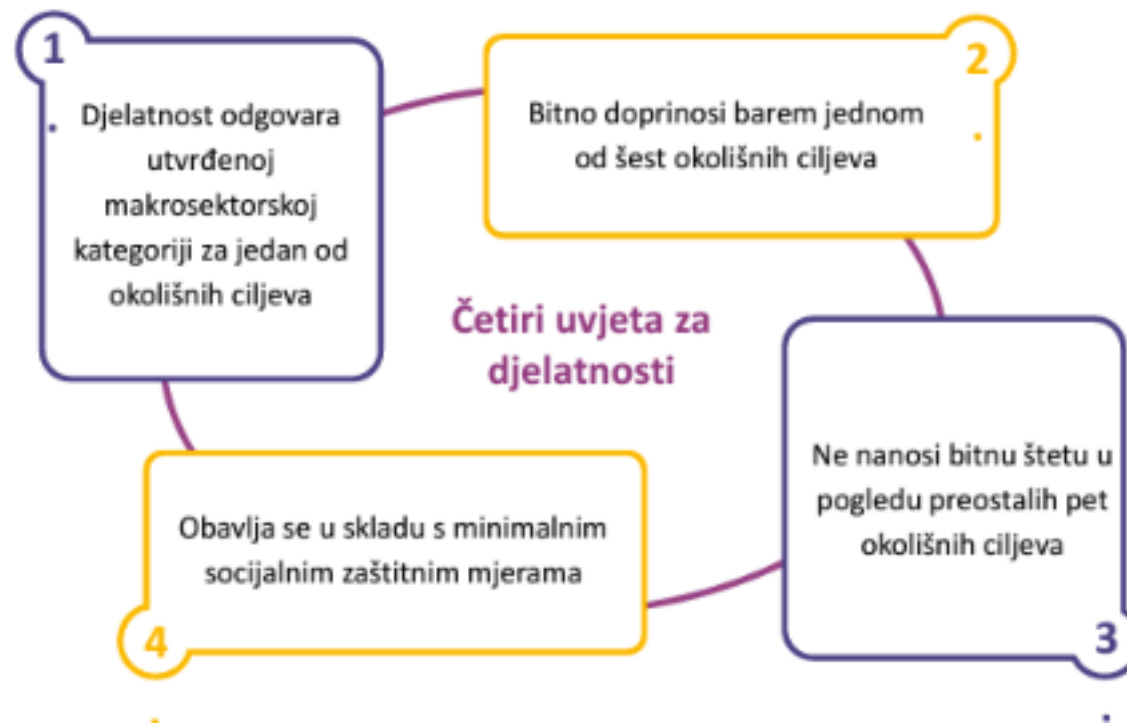 1
.
Djelatnost odgovara
utvrđenoj
makrosektorskoj
kategoriji za jedan od
okolišnih ciljeva
2
.
Bitno doprinosi barem jednom
od šest okolišnih ciljeva
Četiri uvjeta za
djelatnosti
Ne nanosi bitnu štetu u
pogledu preostalih pet
okolišnih ciljeva
3
.
Obavlja se u skladu s minimalnim
socijalnim zaštitnim mjerama
4
.